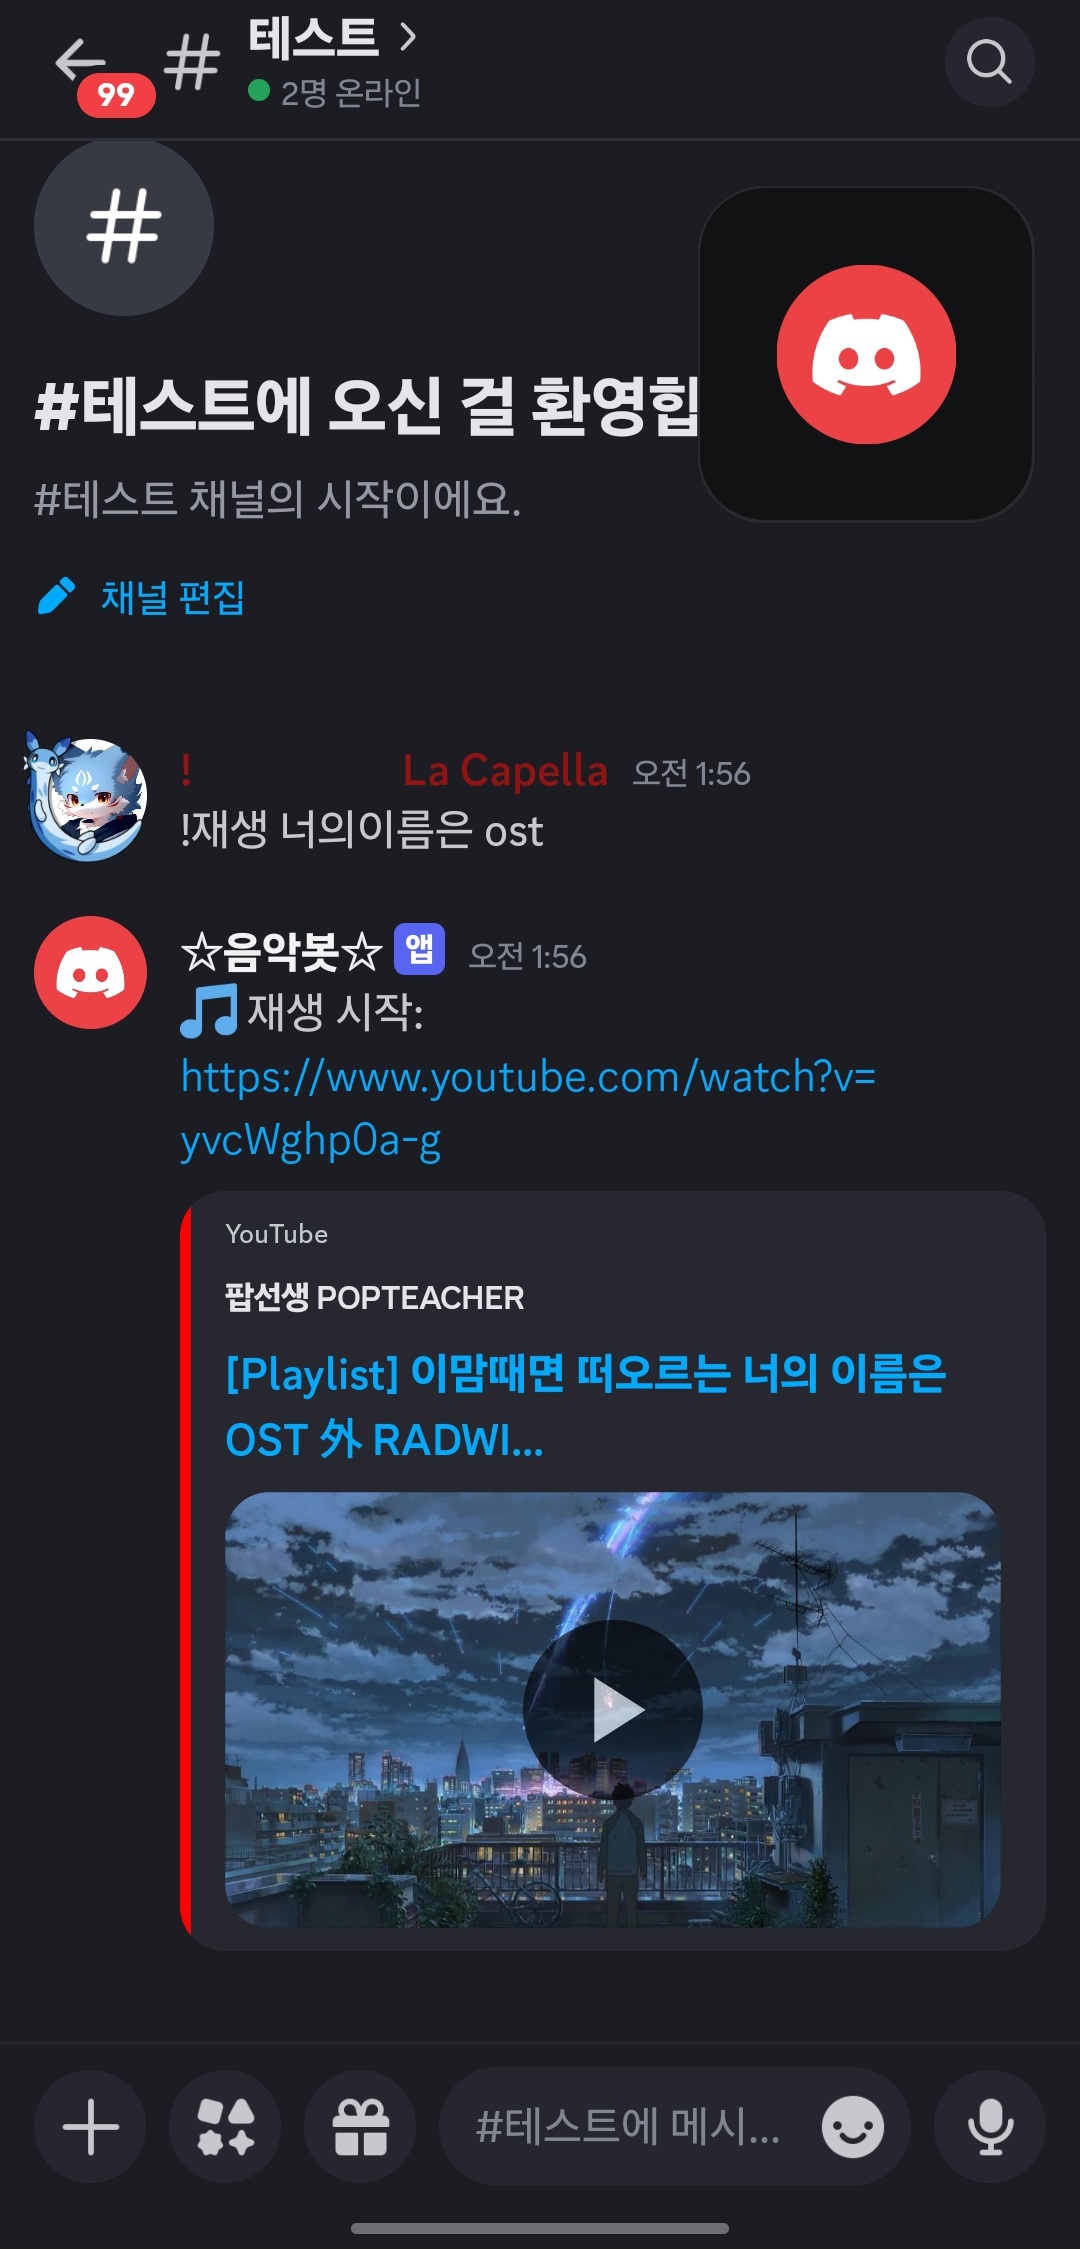 테스트
99
2명 온라인
#테스트에 오신 걸 환영합
#테스트 채널의 시작이에요.
채널 편집
! La Capella 오전 1:56
!재생 너의이름은 ost
☆음악봇☆ 앱 오전 1:56
🎵재생 시작:
https://www.youtube.com/watch?v=
yvcWghp0a-g
YouTube
팝선생 POPTEACHER
[Playlist] 이맘때면 떠오르는 너의 이름은
OST 外 RADWI...
#테스트에 메시...